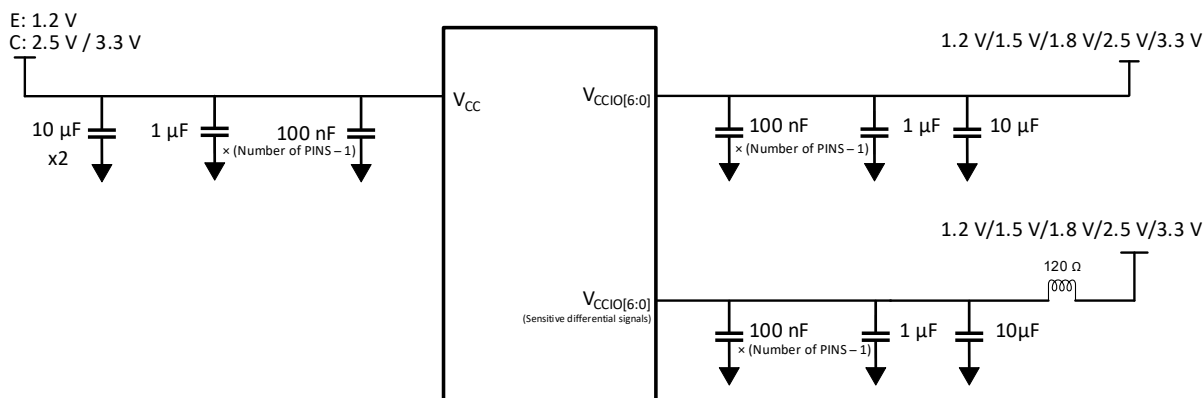 E: 1.2 V
C: 2.5 V / 3.3 V
10 µF
x2
1 µF
100 nF
× (Number of PINS – 1)
VCC
VCCIO[6:0]
1.2 V/1.5 V/1.8 V/2.5 V/3.3 V
100 nF
× (Number of PINS – 1)
1 µF
10 µF
VCCIO[6:0]
(Sensitive differential signals)
1.2 V/1.5 V/1.8 V/2.5 V/3.3 V
120 Ω
100 nF
× (Number of PINS – 1)
1 µF
10µF